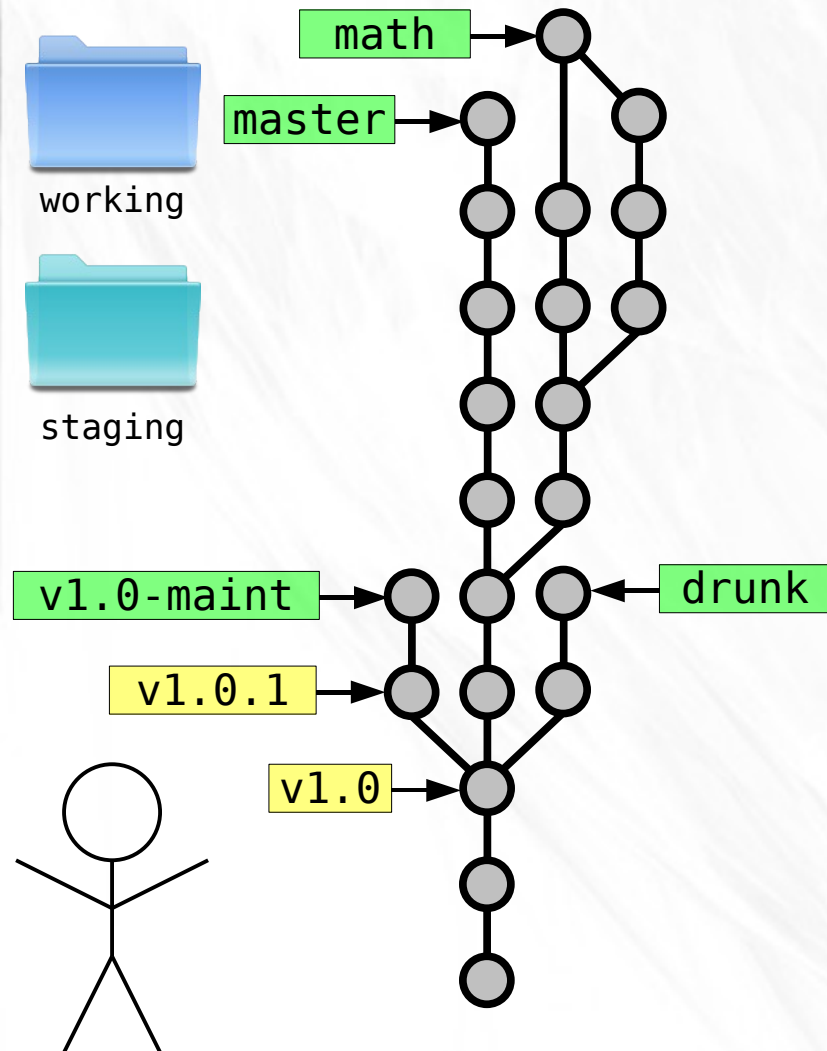 math
master
working
staging
v1.0-maint
drunk
v1.0.1
v1.0